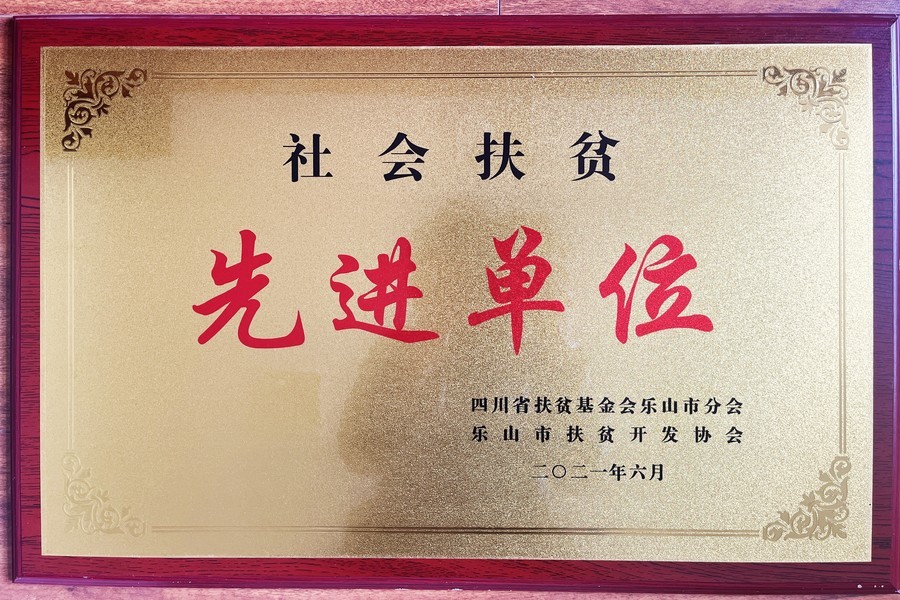 社会扶贫
先进单位
四川省扶贫基金会乐山市分会
乐山市扶贫开发协会
二〇二一年六月